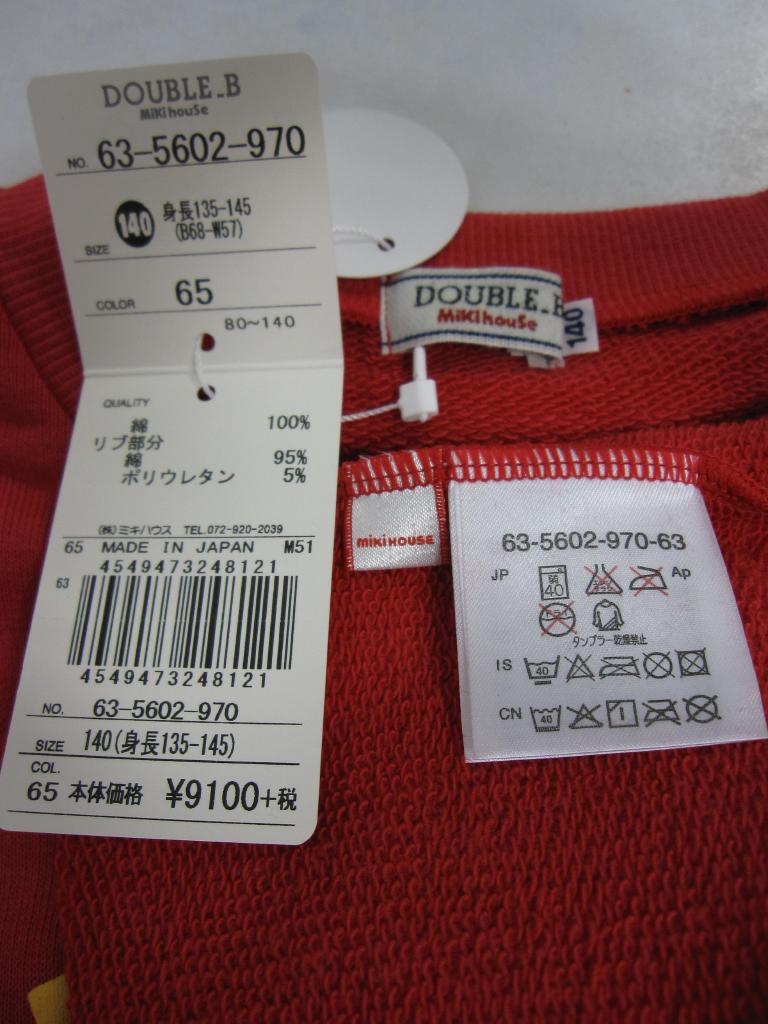 DOUBLE_B
MiKihouSe
NO. 63-5602-970
SIZE 140 身長135-145
(B68-W57)
COLOR 65
80~140
QUALITY
綿 100%
リブ部分
綿 95%
ポリウレタン 5%
(株)ミキハウス TEL.072-920-2039
65 MADE IN JAPAN M51
4549473248121
63
4549473248121
NO. 63-5602-970
SIZE 140(身長135-145)
COL.
65 本体価格 ¥9100+税
DOUBLE_B
MiKihouSe
140
MiKiHOUSE
63-5602-970-63
JP 弱 40 Ap
タンブラー乾燥禁止
IS 40
CN 40